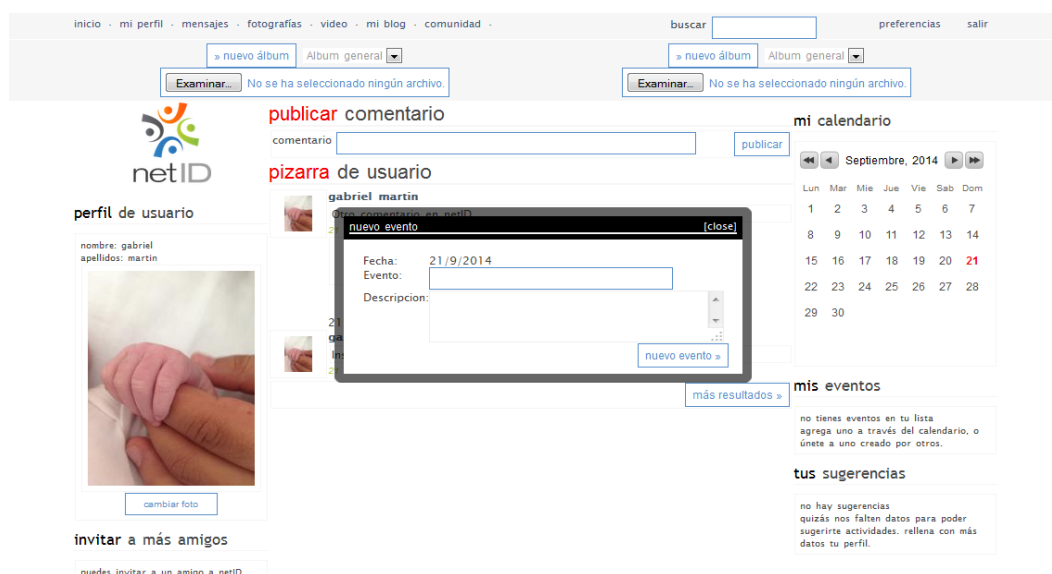 inicio · mi perfil · mensajes · fotografías · video · mi blog · comunidad ·
buscar
preferencias salir
» nuevo álbum Album general
» nuevo álbum Album general
Examinar... No se ha seleccionado ningún archivo.
Examinar... No se ha seleccionado ningún archivo.
netID
perfil de usuario
nombre: gabriel
apellidos: martin
cambiar foto
invitar a más amigos
puedes invitar a un amigo a netID
publicar comentario
comentario
publicar
pizarra de usuario
gabriel martin
Otro comentario en netID
nuevo evento [close]
Fecha: 21/9/2014
Evento:
Descripcion:
nuevo evento »
21
ga
Ins
más resultados »
mi calendario
Septiembre, 2014
Lun Mar Mie Jue Vie Sab Dom
1 2 3 4 5 6 7
8 9 10 11 12 13 14
15 16 17 18 19 20 21
22 23 24 25 26 27 28
29 30
mis eventos
no tienes eventos en tu lista
agrega uno a través del calendario, o
únete a uno creado por otros.
tus sugerencias
no hay sugerencias
quizás nos falten datos para poder
sugerirte actividades. rellena con más
datos tu perfil.